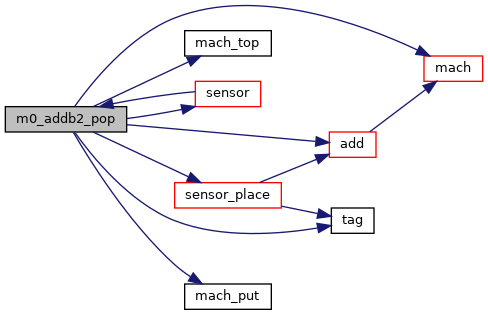 mach_top
mach
sensor
m0_addb2_pop
add
sensor_place
tag
mach_put